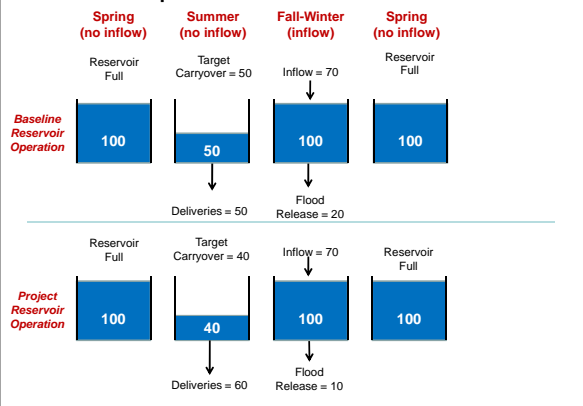 Spring
(no inflow)
Summer
(no inflow)
Fall-Winter
(inflow)
Spring
(no inflow)
Reservoir
Full
Target
Carryover = 50
Inflow = 70
Reservoir
Full
Baseline
Reservoir
Operation
100
50
100
100
Deliveries = 50
Flood
Release = 20
Reservoir
Full
Target
Carryover = 40
Inflow = 70
Reservoir
Full
Project
Reservoir
Operation
100
40
100
100
Deliveries = 60
Flood
Release = 10